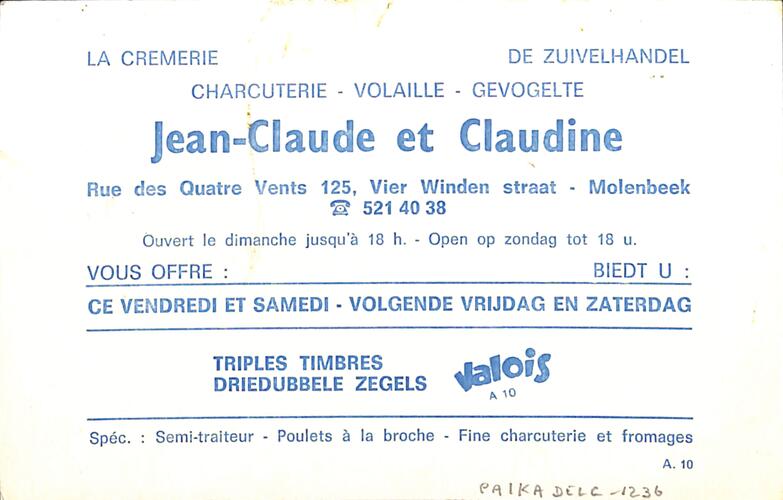 LA CREMERIE DE ZUIVELHANDEL
CHARCUTERIE - VOLAILLE - GEVOGELTE
Jean-Claude et Claudine
Rue des Quatre Vents 125, Vier Winden straat - Molenbeek
☎ 521 40 38
Ouvert le dimanche jusqu'à 18 h. - Open op zondag tot 18 u.
VOUS OFFRE : BIEDT U :
CE VENDREDI ET SAMEDI - VOLGENDE VRIJDAG EN ZATERDAG
TRIPLES TIMBRES
DRIEDUBBELE ZEGELS
Valois
A 10
Spéc. : Semi-traiteur - Poulets à la broche - Fine charcuterie et fromages
A. 10
PAIKA DELC-1236